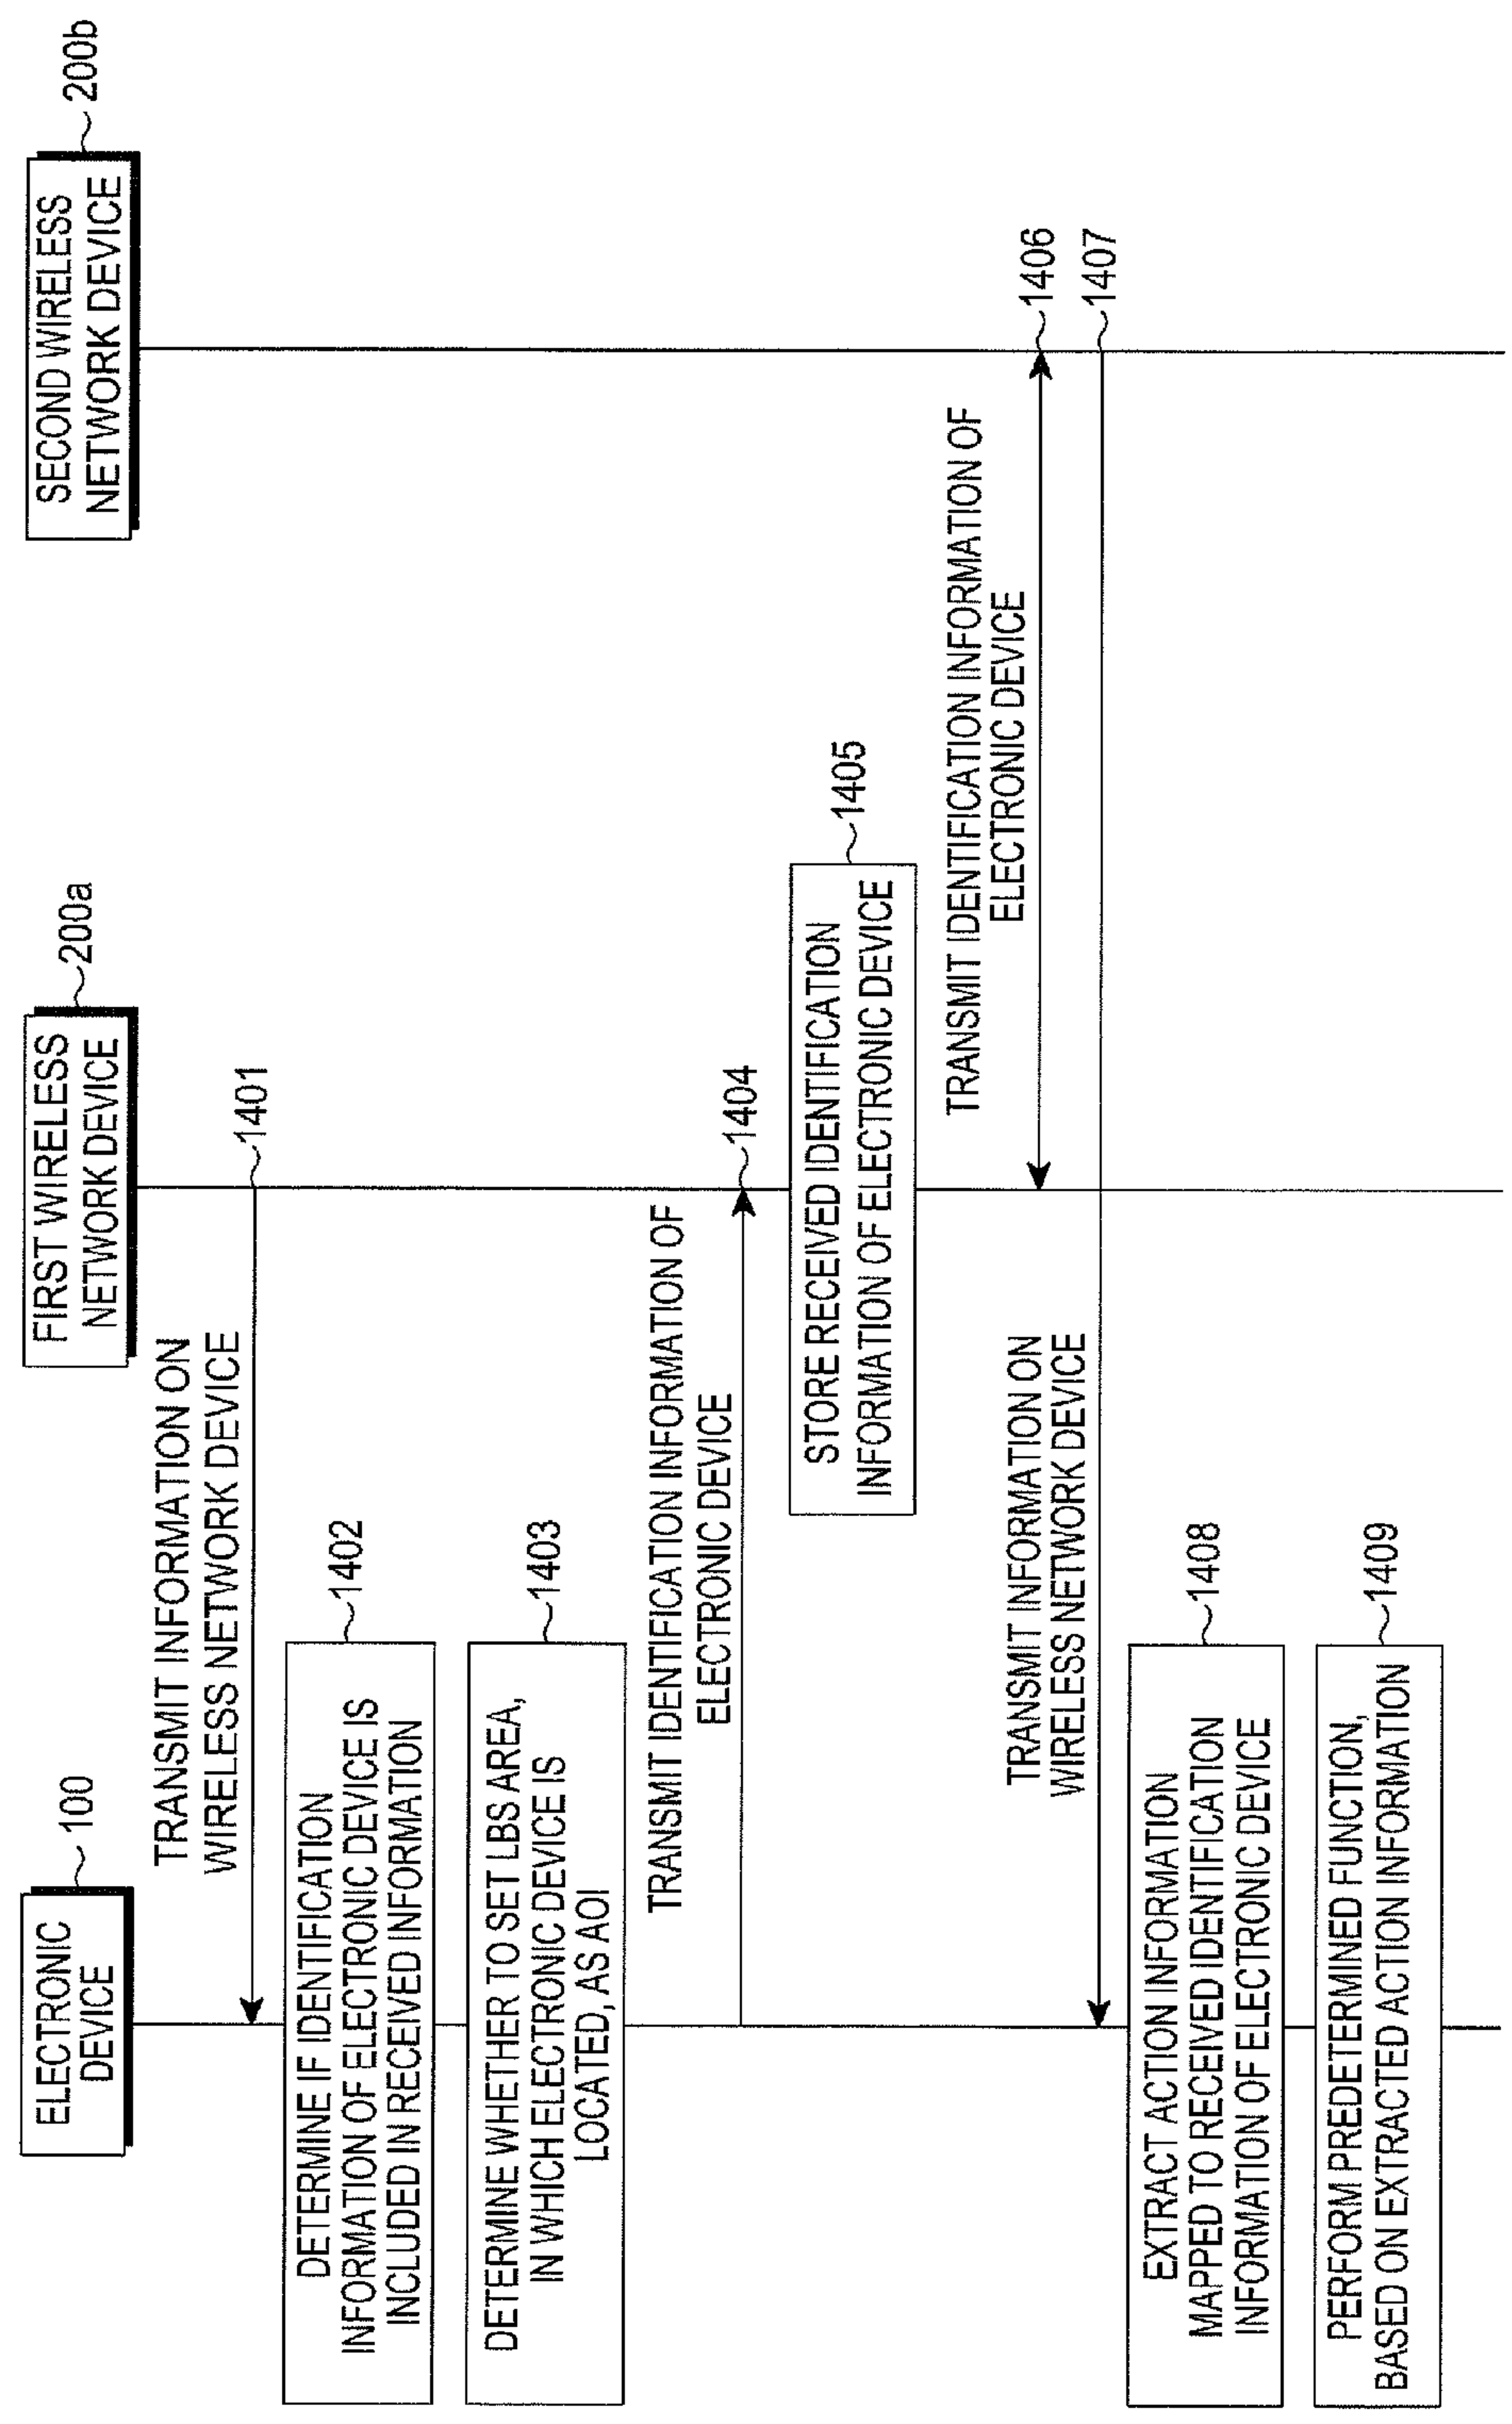 ELECTRONIC
DEVICE
100
FIRST WIRELESS
NETWORK DEVICE
200a
SECOND WIRELESS
NETWORK DEVICE
200b
TRANSMIT INFORMATION ON
WIRELESS NETWORK DEVICE
1401
DETERMINE IF IDENTIFICATION
INFORMATION OF ELECTRONIC DEVICE IS
INCLUDED IN RECEIVED INFORMATION
1402
DETERMINE WHETHER TO SET LBS AREA,
IN WHICH ELECTRONIC DEVICE IS
LOCATED, AS AOI
1403
TRANSMIT IDENTIFICATION INFORMATION OF
ELECTRONIC DEVICE
1404
STORE RECEIVED IDENTIFICATION
INFORMATION OF ELECTRONIC DEVICE
1405
TRANSMIT IDENTIFICATION INFORMATION OF
ELECTRONIC DEVICE
1406
TRANSMIT INFORMATION ON
WIRELESS NETWORK DEVICE
1407
EXTRACT ACTION INFORMATION
MAPPED TO RECEIVED IDENTIFICATION
INFORMATION OF ELECTRONIC DEVICE
1408
PERFORM PREDETERMINED FUNCTION,
BASED ON EXTRACTED ACTION INFORMATION
1409